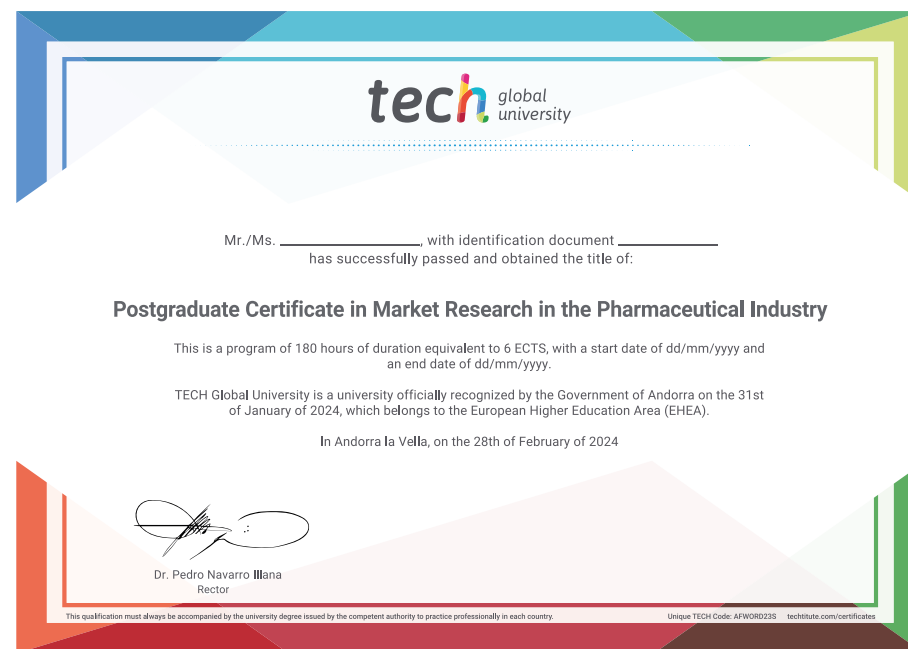 tech global university
Mr./Ms. ____________________, with identification document ______________
has successfully passed and obtained the title of:
Postgraduate Certificate in Market Research in the Pharmaceutical Industry
This is a program of 180 hours of duration equivalent to 6 ECTS, with a start date of dd/mm/yyyy and
an end date of dd/mm/yyyy.
TECH Global University is a university officially recognized by the Government of Andorra on the 31st
of January of 2024, which belongs to the European Higher Education Area (EHEA).
In Andorra la Vella, on the 28th of February of 2024
Dr. Pedro Navarro Illana
Rector
This qualification must always be accompanied by the university degree issued by the competent authority to practice professionally in each country.
Unique TECH Code: AFWORD23S techtitute.com/certificates